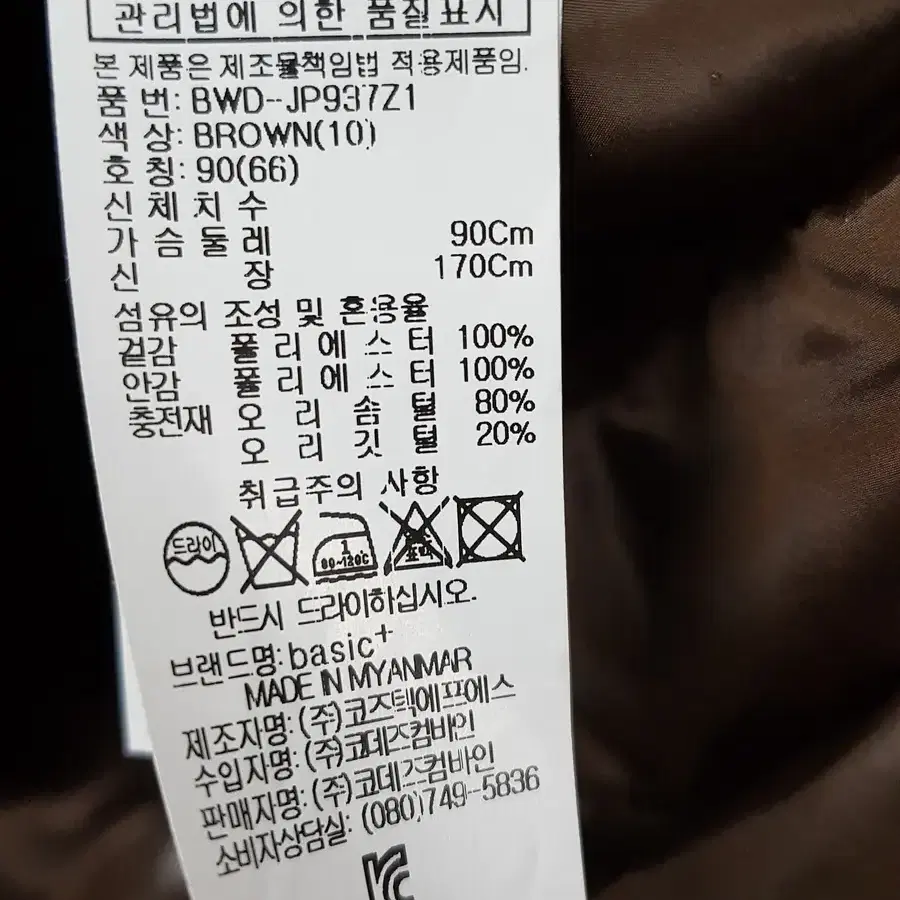 관리법에 의한 품질표시
본 제품은 제조물책임법 적용제품임.
품 번: BWD-JP937Z1
색 상: BROWN(10)
호 칭: 90(66)
신 체 치 수
가 슴 둘 레 90Cm
신 장 170Cm
섬유의 조성 및 혼용율
겉감 폴 리 에 스 터 100%
안감 폴 리 에 스 터 100%
충전재 오 리 솜 털 80%
오 리 깃 털 20%
취급주의 사항
드라이 1 80~120C 표백
반드시 드라이하십시오.
브랜드명: basic+
MADE IN MYANMAR
제조자명: (주)코즈텍에프에스
수입자명: (주)코데즈컴바인
판매자명: (주)코데즈컴바인
소비자상담실: (080)749-5836